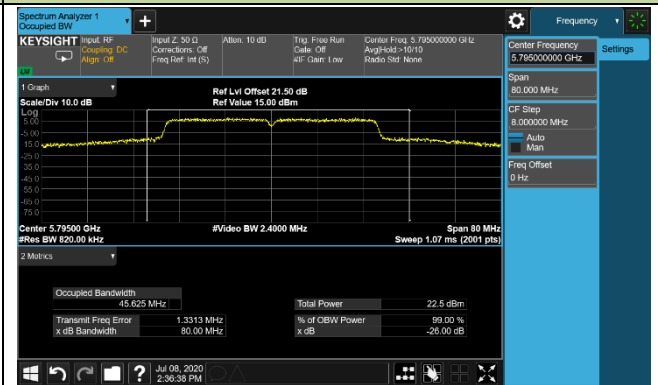 Spectrum Analyzer 1
Occupied BW
Frequency
KEYSIGHT
Input: RF
Coupling: DC
Align: Off
Input Z: 50 Ω
Corrections: Off
Freq Ref: Int (S)
Atten: 10 dB
Trig: Free Run
Gate: Off
#IF Gain: Low
Center Freq: 5.795000000 GHz
Avg|Hold:>10/10
Radio Std: None
Center Frequency
5.795000000 GHz
Settings
Span
80.000 MHz
CF Step
8.000000 MHz
Auto
Man
Freq Offset
0 Hz
1 Graph
Scale/Div 10.0 dB
Ref Lvl Offset 21.50 dB
Ref Value 15.00 dBm
Log
5.00
-5.00
-15.0
-25.0
-35.0
-45.0
-55.0
-65.0
-75.0
Center 5.79500 GHz
#Res BW 820.00 kHz
#Video BW 2.4000 MHz
Span 80 MHz
Sweep 1.07 ms (2001 pts)
2 Metrics
Occupied Bandwidth
45.625 MHz
Total Power 22.5 dBm
Transmit Freq Error 1.3313 MHz
% of OBW Power 99.00 %
x dB Bandwidth 80.00 MHz
x dB -26.00 dB
?
Jul 08, 2020
2:36:38 PM